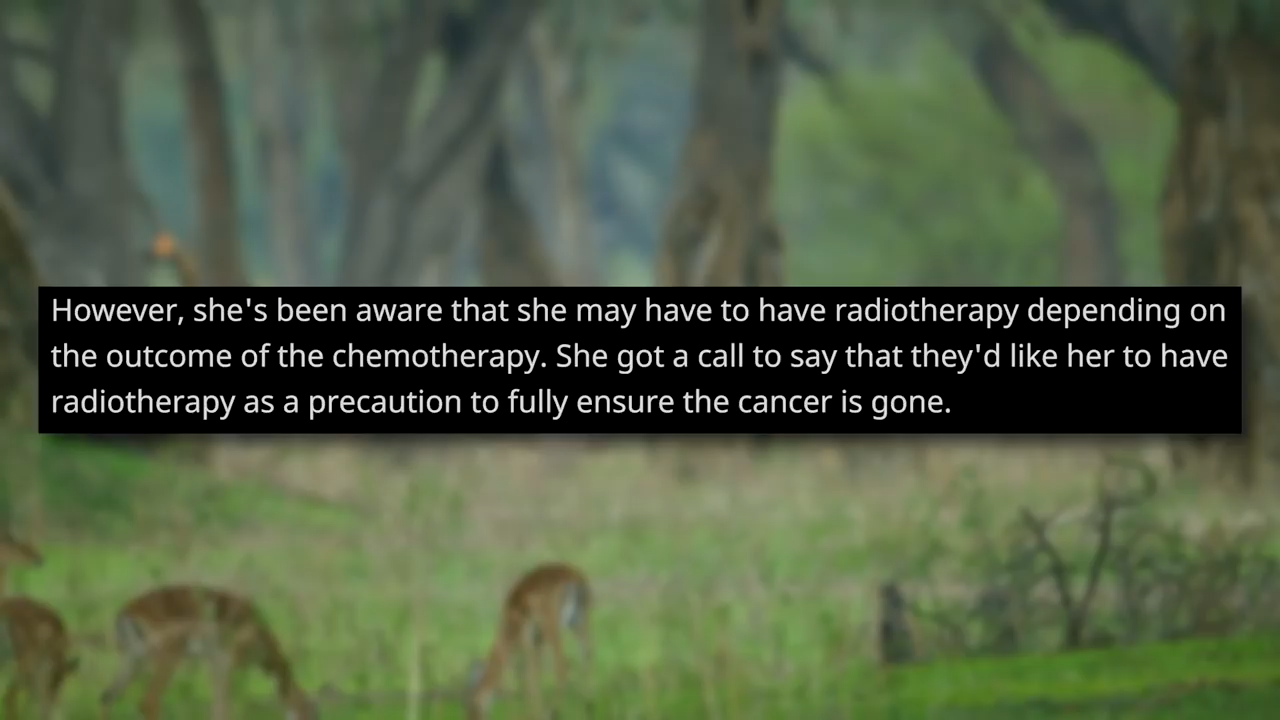 However, she's been aware that she may have to have radiotherapy depending on
the outcome of the chemotherapy. She got a call to say that they'd like her to have
radiotherapy as a precaution to fully ensure the cancer is gone.